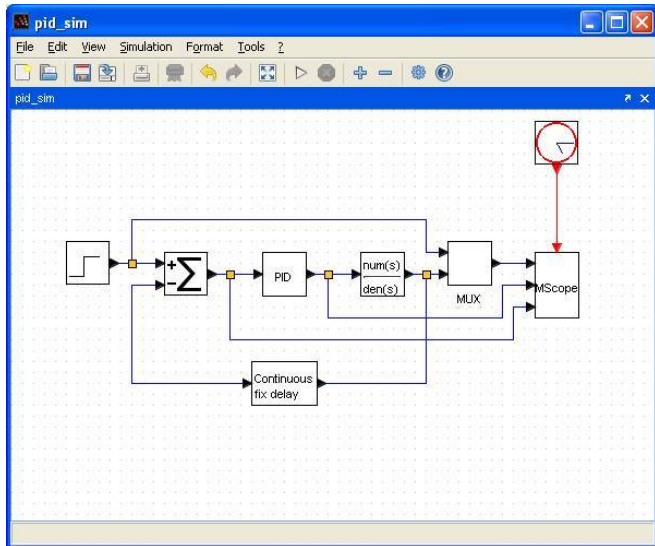 pid_sim
File Edit View Simulation Format Tools ?
pid_sim
+
Σ
−
PID
num(s)
den(s)
MUX
MScope
Continuous
fix delay